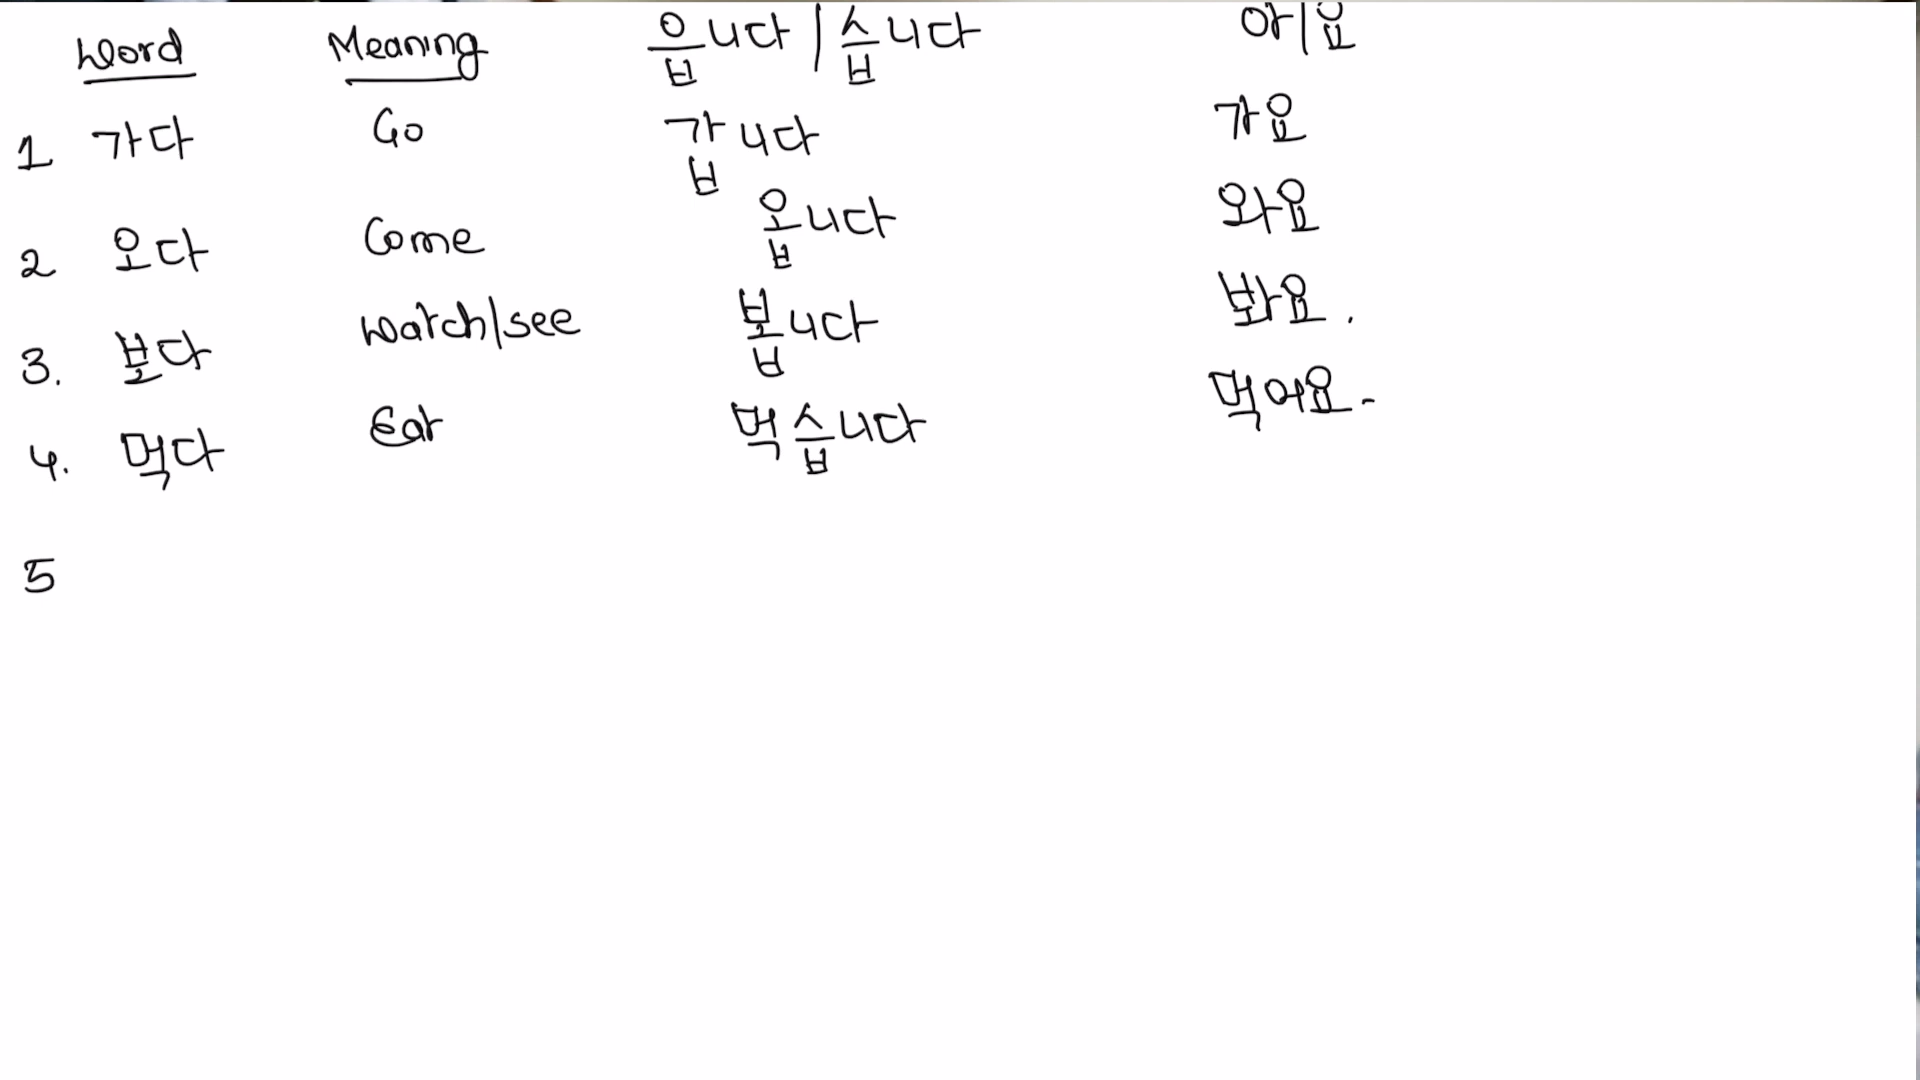 Word Meaning 읍니다 | 습니다 아|요
1 가다 Go 갑니다 가요
2 오다 Come 옵니다 와요
3. 보다 Watch/see 봅니다 봐요.
4. 먹다 Eat 먹습니다 먹어요.
5